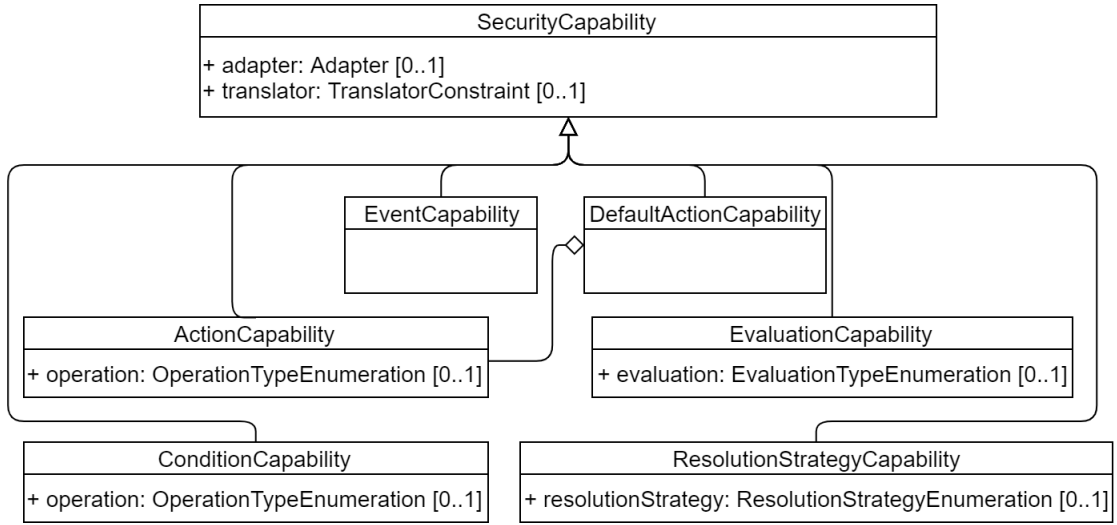 SecurityCapability
+ adapter: Adapter [0..1]
+ translator: TranslatorConstraint [0..1]
EventCapability
DefaultActionCapability
ActionCapability
+ operation: OperationTypeEnumeration [0..1]
EvaluationCapability
+ evaluation: EvaluationTypeEnumeration [0..1]
ConditionCapability
+ operation: OperationTypeEnumeration [0..1]
ResolutionStrategyCapability
+ resolutionStrategy: ResolutionStrategyEnumeration [0..1]